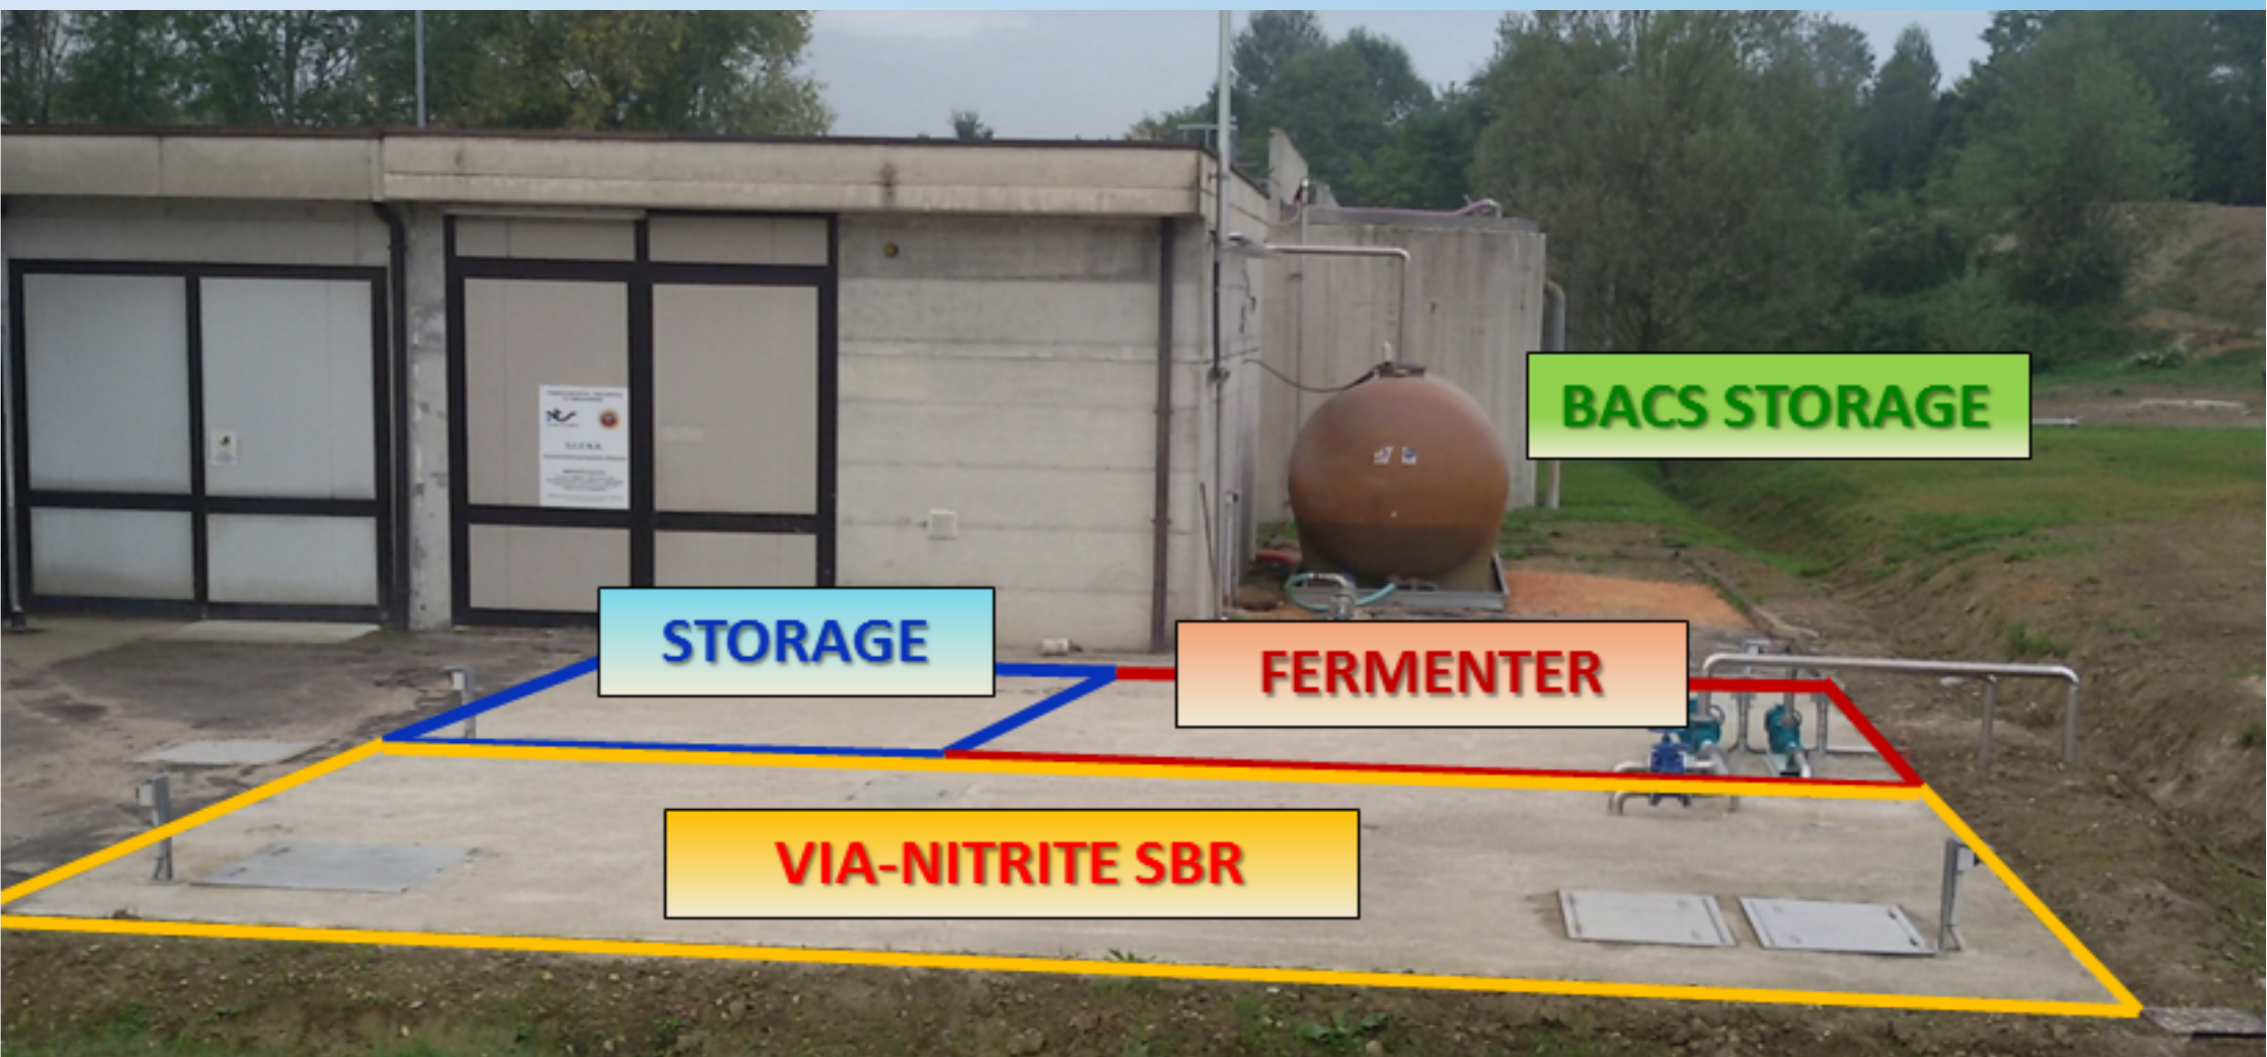 BACS STORAGE
STORAGE
FERMENTER
VIA-NITRITE SBR